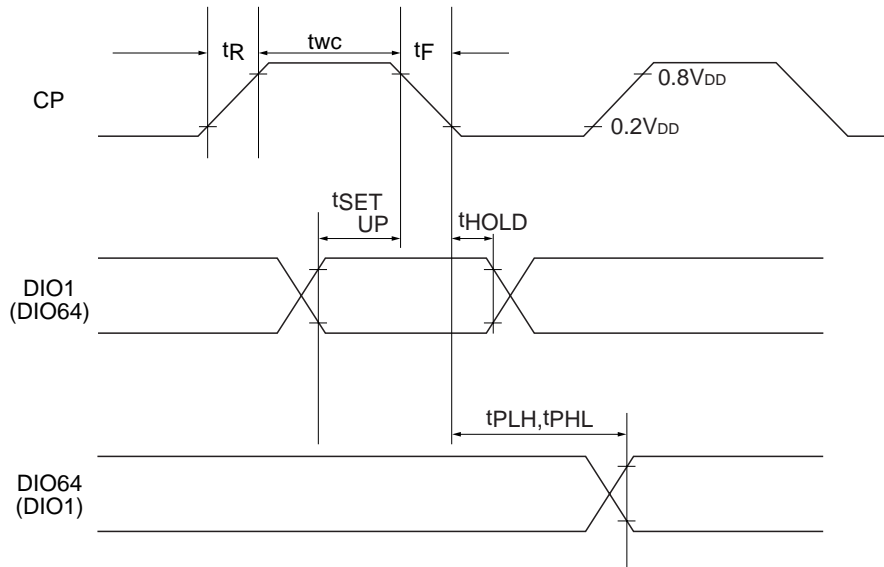 tR twc tF
CP
0.8VDD
0.2VDD
tSET
UP
tHOLD
DIO1
(DIO64)
tPLH,tPHL
DIO64
(DIO1)